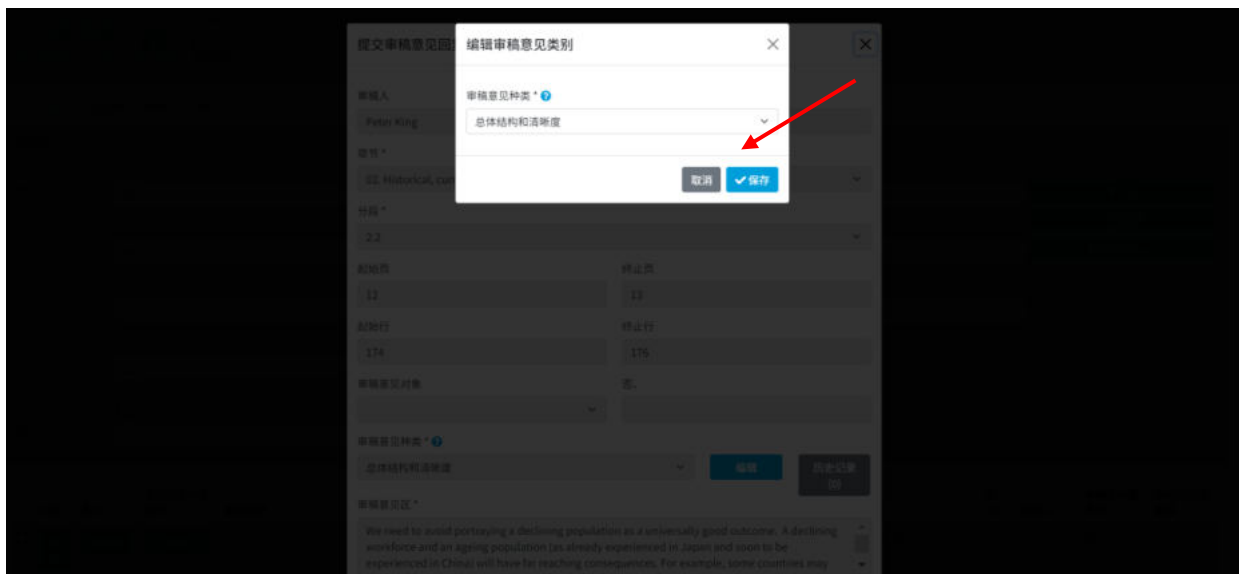 提交审稿意见回
编辑审稿意见类别
审稿人
审稿意见种类 *
Peter King
总体结构和清晰度
章节 *
取消 保存
分段 *
2.2
起始页 终止页
12 13
起始行 终止行
174 176
审稿意见对象
审稿意见种类 *
总体结构和清晰度 编辑 历史记录
(0)
We need to avoid portraying a declining population as a universally good outcome. A declining
workforce and an ageing population (as already experienced in Japan and soon to be
experienced in China) will have far reaching consequences. For example, some countries may